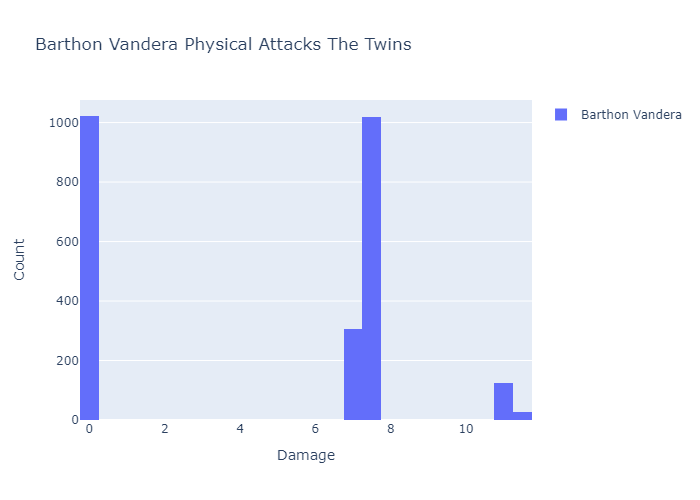 Barthon Vandera Physical Attacks The Twins
Barthon Vandera
Count
1000
800
600
400
200
0
0 2 4 6 8 10
Damage